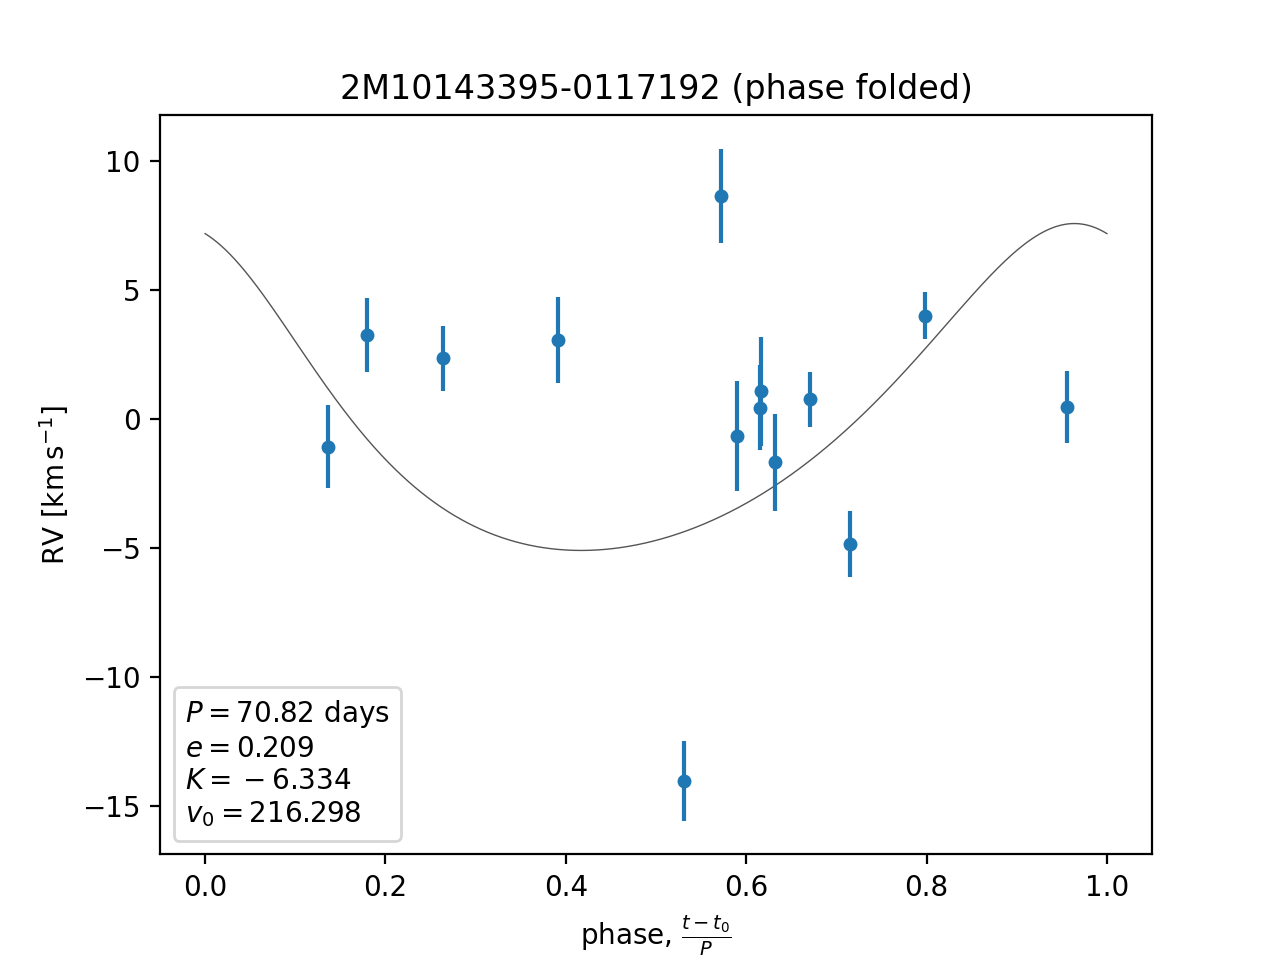 2M10143395-0117192 (phase folded)
RV [km s⁻¹]
10
5
0
−5
−10
−15
P = 70.82 days
e = 0.209
K = −6.334
v₀ = 216.298
0.0 0.2 0.4 0.6 0.8 1.0
phase, (t − t₀)/P